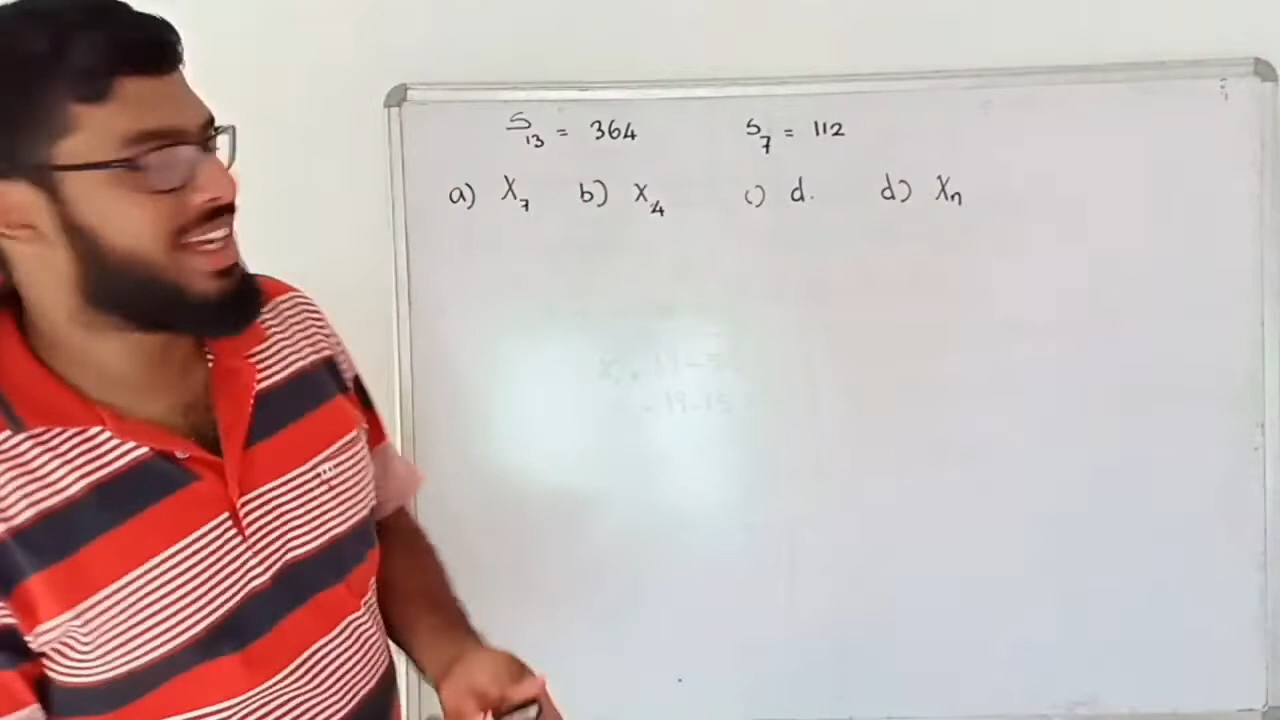 S₁₃ = 364 S₇ = 112
a) X₇ b) X₄ c) d. d) Xₙ